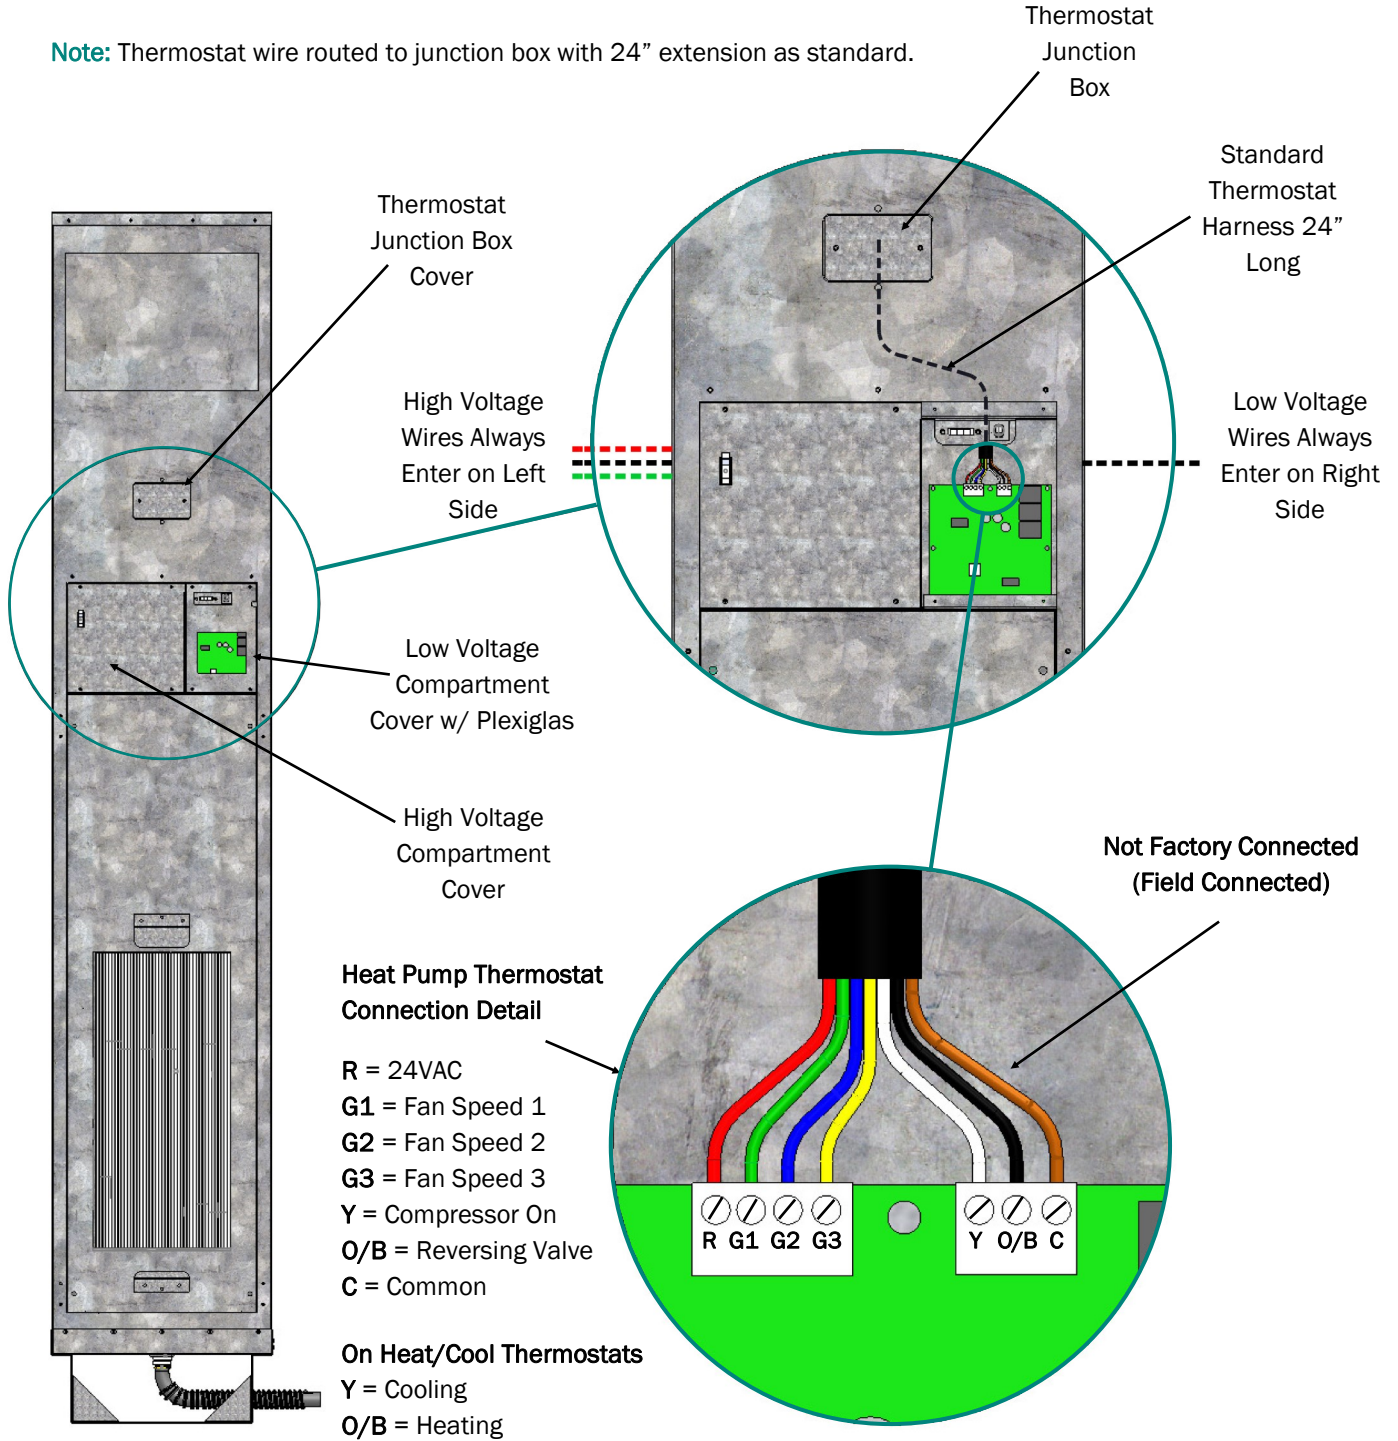 Note: Thermostat wire routed to junction box with 24” extension as standard.
Thermostat
Junction
Box
Standard
Thermostat
Harness 24”
Long
Thermostat
Junction Box
Cover
High Voltage
Wires Always
Enter on Left
Side
Low Voltage
Wires Always
Enter on Right
Side
Low Voltage
Compartment
Cover w/ Plexiglas
High Voltage
Compartment
Cover
Not Factory Connected
(Field Connected)
Heat Pump Thermostat
Connection Detail
R = 24VAC
G1 = Fan Speed 1
G2 = Fan Speed 2
G3 = Fan Speed 3
Y = Compressor On
O/B = Reversing Valve
C = Common
R G1 G2 G3
Y O/B C
On Heat/Cool Thermostats
Y = Cooling
O/B = Heating